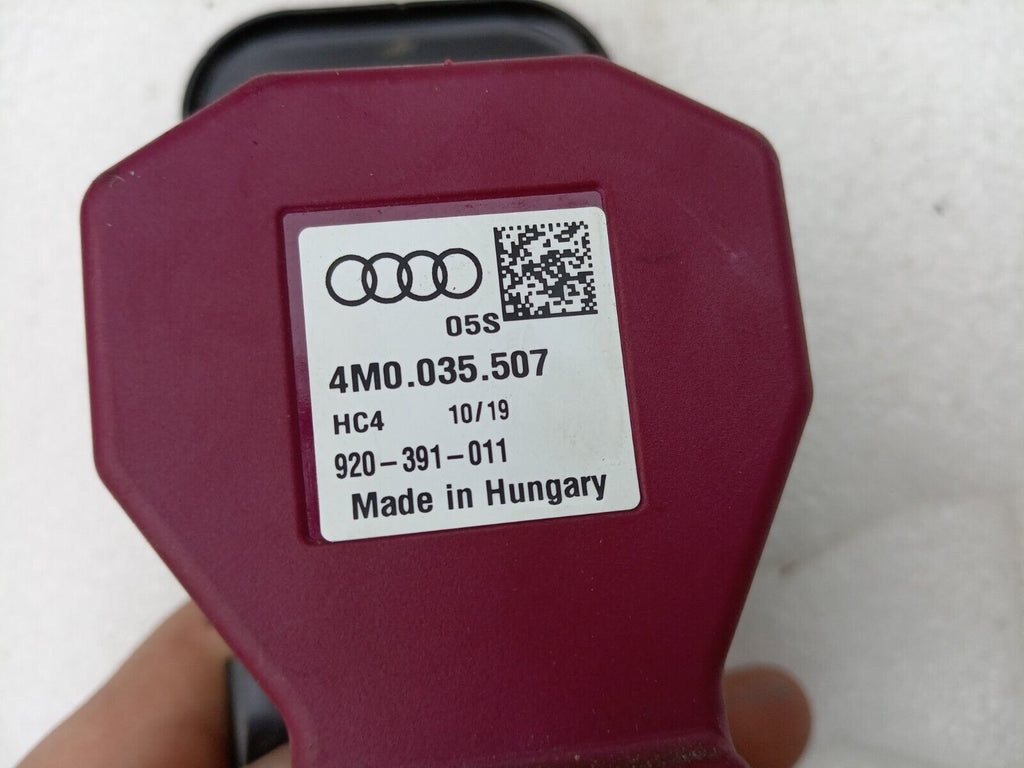 05S
4M0.035.507
HC4 10/19
920-391-011
Made in Hungary